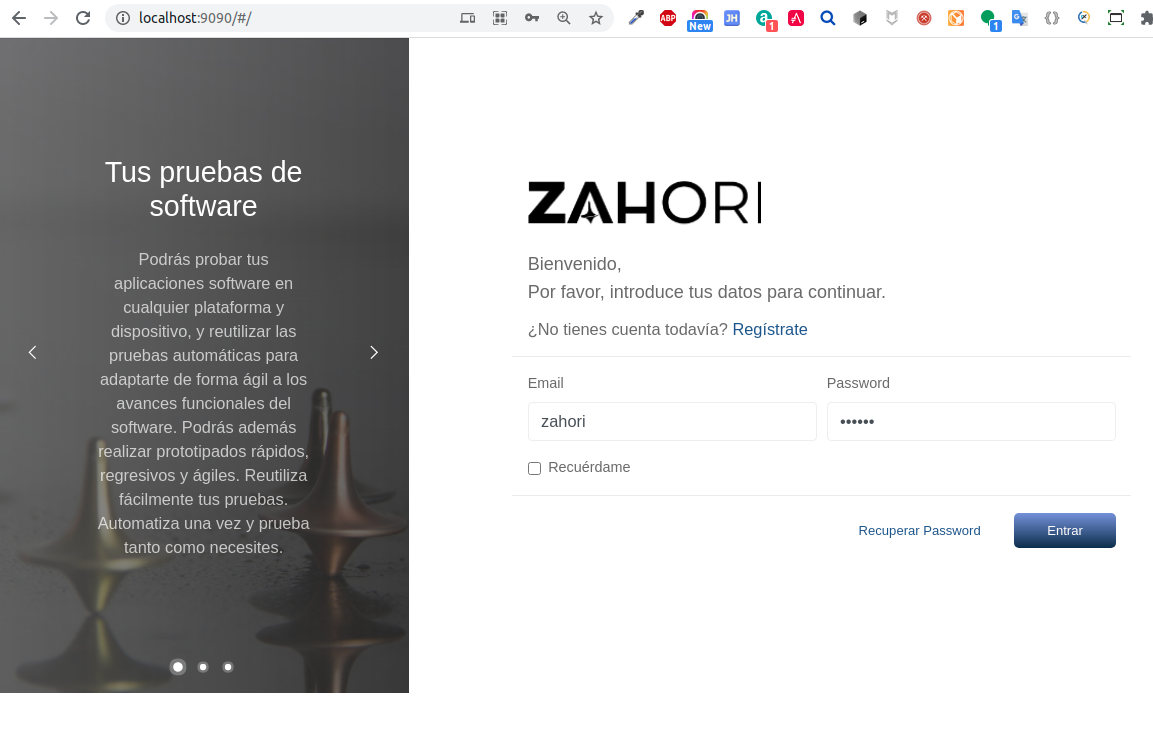 localhost:9090/#/
ABP
New
JH
a
1
1
G
Tus pruebas de
software
Podrás probar tus
aplicaciones software en
cualquier plataforma y
dispositivo, y reutilizar las
pruebas automáticas para
adaptarte de forma ágil a los
avances funcionales del
software. Podrás además
realizar prototipados rápidos,
regresivos y ágiles. Reutiliza
fácilmente tus pruebas.
Automatiza una vez y prueba
tanto como necesites.
ZAHORI
Bienvenido,
Por favor, introduce tus datos para continuar.
¿No tienes cuenta todavía? Regístrate
Email
Password
zahori
••••••
Recuérdame
Recuperar Password
Entrar